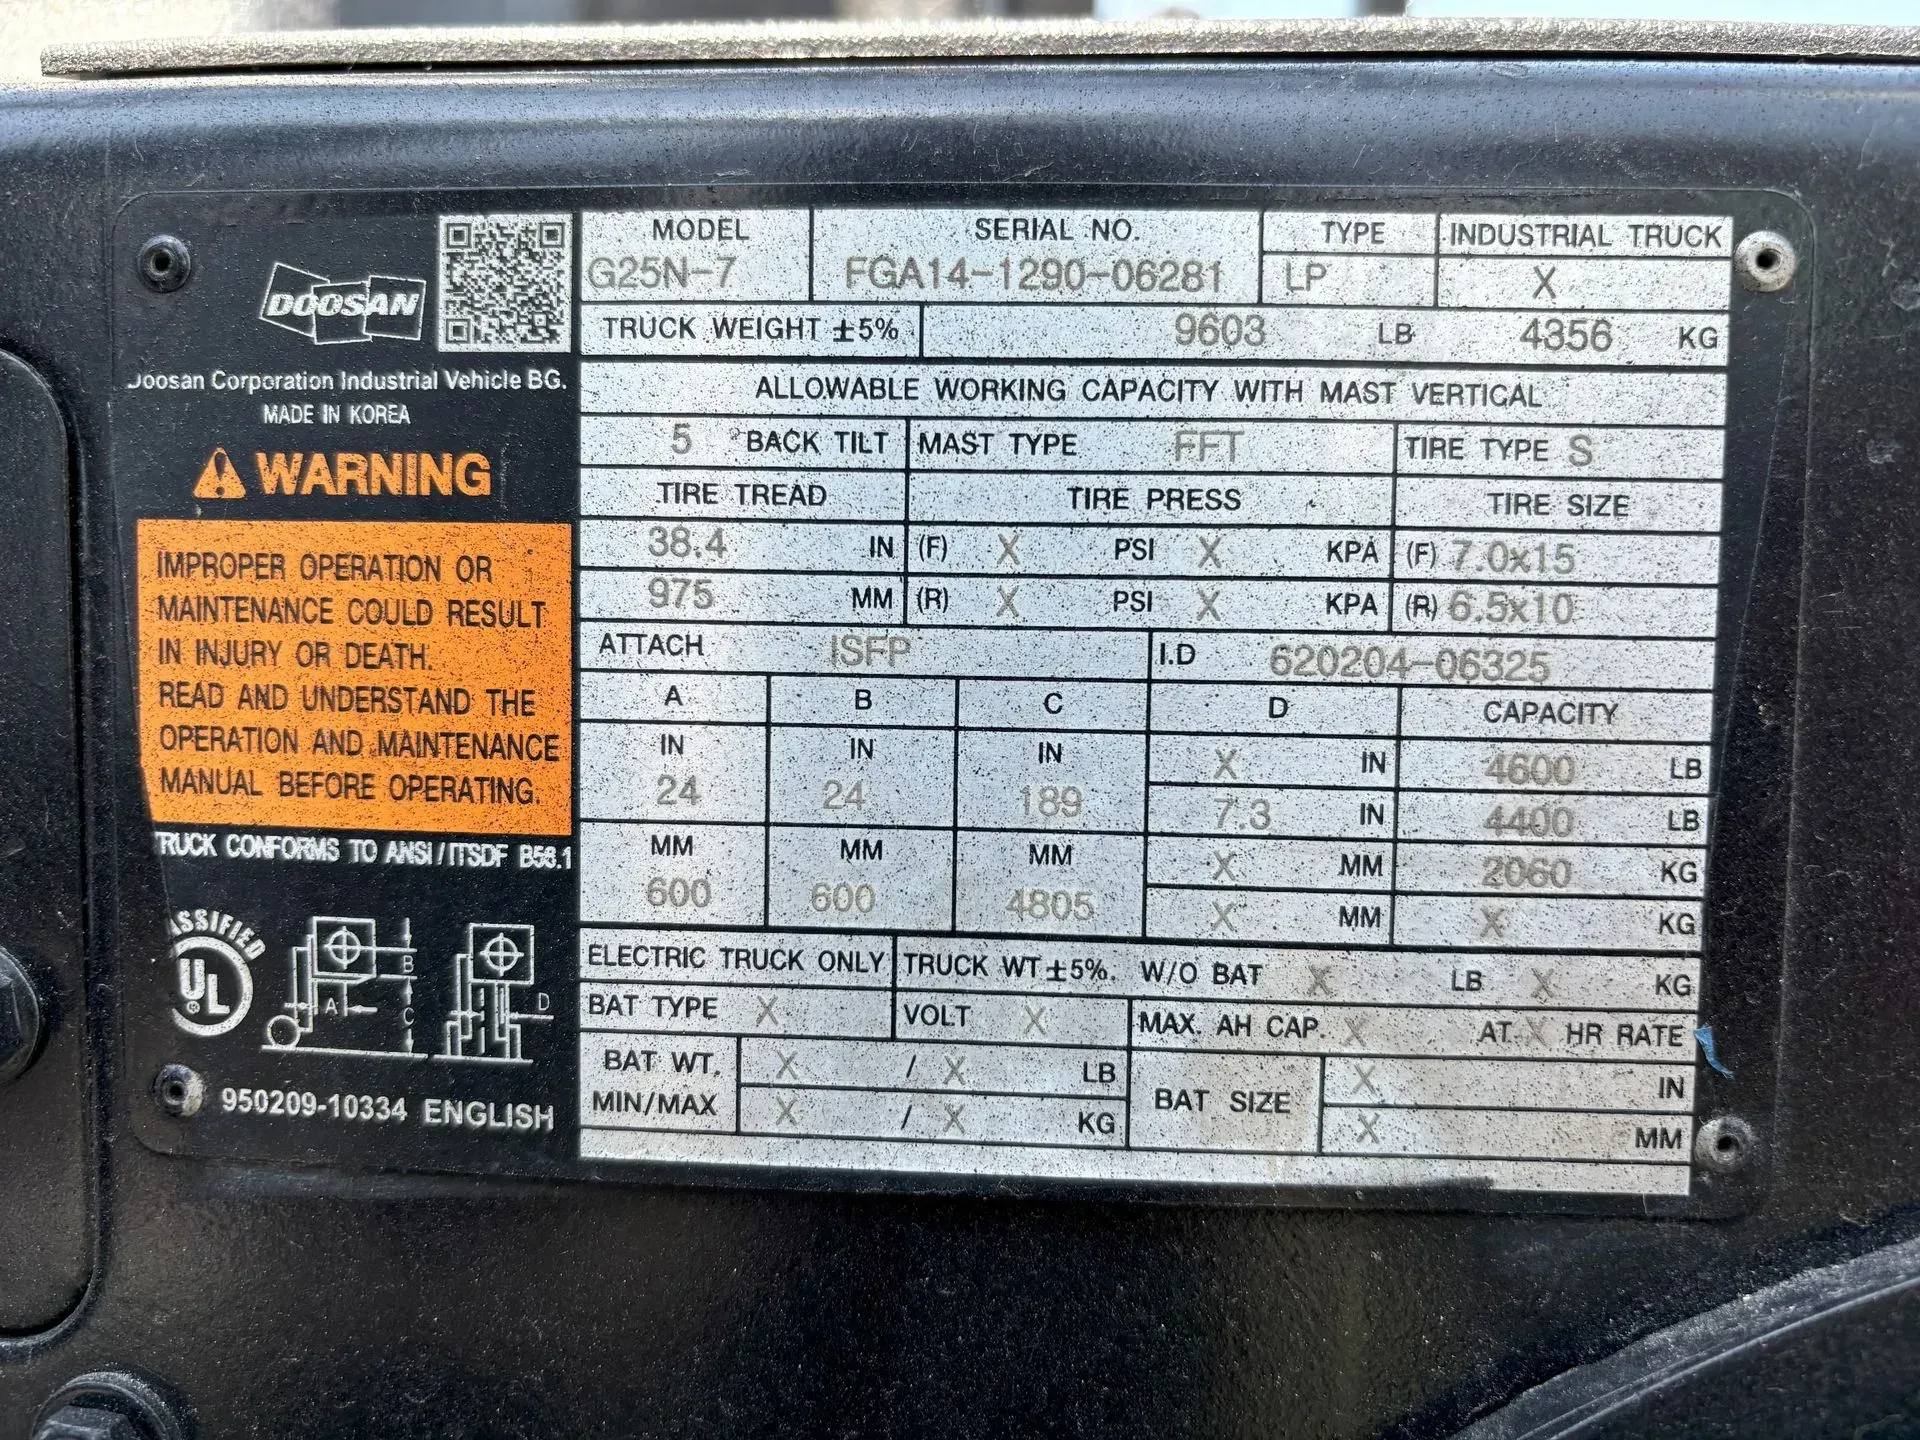 DOOSAN
Doosan Corporation Industrial Vehicle BG.
MADE IN KOREA
WARNING
IMPROPER OPERATION OR
MAINTENANCE COULD RESULT
IN INJURY OR DEATH.
READ AND UNDERSTAND THE
OPERATION AND MAINTENANCE
MANUAL BEFORE OPERATING.
TRUCK CONFORMS TO ANSI/ITSDF B56.1
CLASSIFIED
UL
A B C D
950209-10334 ENGLISH
MODEL SERIAL NO. TYPE INDUSTRIAL TRUCK
G25N-7 FGA14-1290-06281 LP X
TRUCK WEIGHT ±5% 9603 LB 4356 KG
ALLOWABLE WORKING CAPACITY WITH MAST VERTICAL
5 °BACK TILT MAST TYPE FFT TIRE TYPE S
TIRE TREAD TIRE PRESS TIRE SIZE
38.4 IN (F) X PSI X KPA (F) 7.0x15
975 MM (R) X PSI X KPA (R) 6.5x10
ATTACH ISFP I.D 620204-06325
A B C D CAPACITY
IN IN IN X IN 4600 LB
24 24 189 7.3 IN 4400 LB
MM MM MM X MM 2060 KG
600 600 4805 X MM X KG
ELECTRIC TRUCK ONLY TRUCK WT ±5%. W/O BAT X LB X KG
BAT TYPE X VOLT X MAX. AH CAP. X AT X HR RATE
BAT WT. X / X LB BAT SIZE X IN
MIN/MAX X / X KG X MM